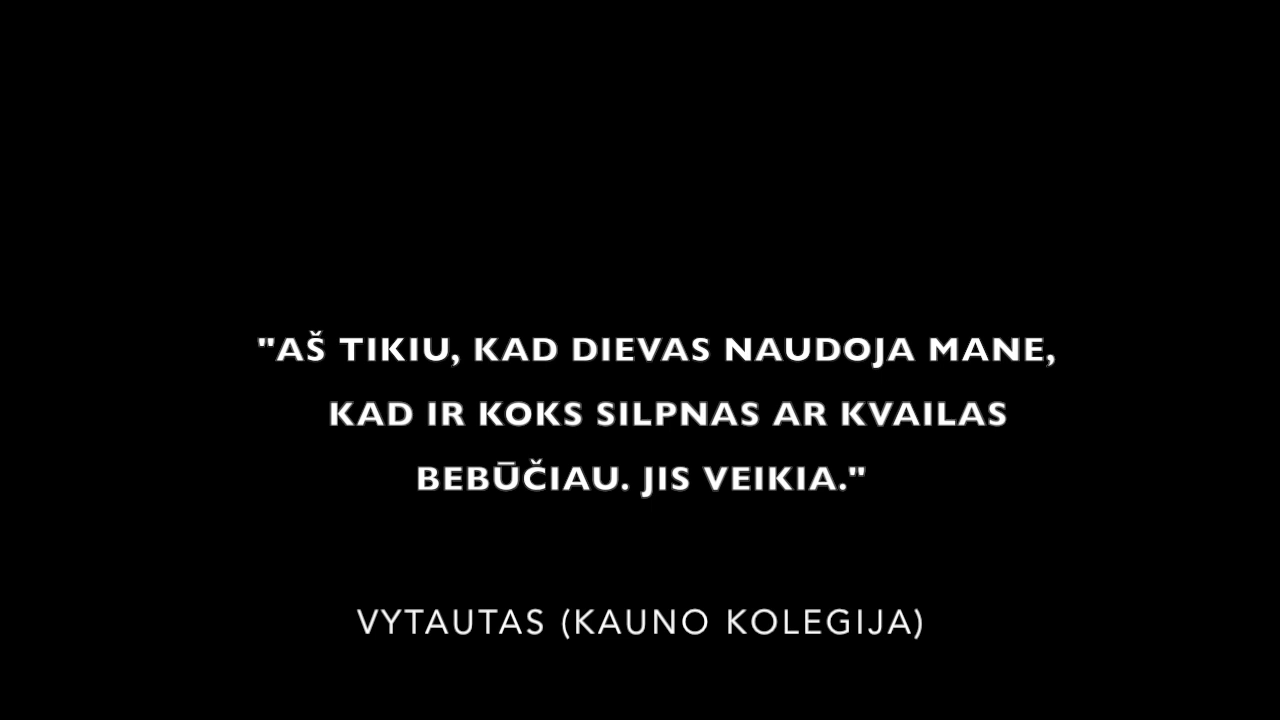 "AŠ TIKIU, KAD DIEVAS NAUDOJA MANE,
KAD IR KOKS SILPNAS AR KVAILAS
BEBŪČIAU. JIS VEIKIA."
VYTAUTAS (KAUNO KOLEGIJA)